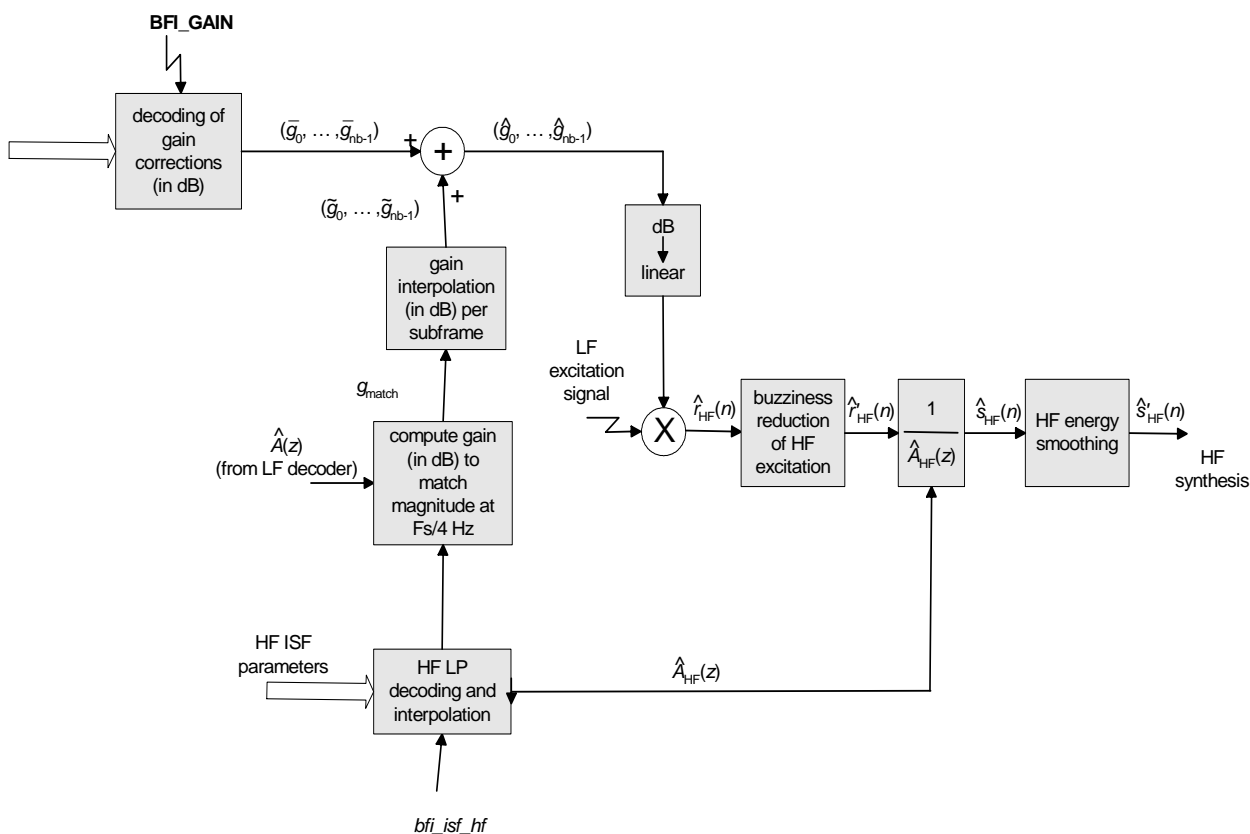 BFI_GAIN
decoding of
gain
corrections
(in dB)
(g̅₀, … ,g̅nb-1)
+
+
(ĝ₀, … ,ĝnb-1)
+
(g̃₀, … ,g̃nb-1)
dB
linear
gain
interpolation
(in dB) per
subframe
LF
excitation
signal
gmatch
X
r̂HF(n)
buzziness
reduction
of HF
excitation
r̂'HF(n)
1
ÂHF(z)
ŝHF(n)
HF energy
smoothing
ŝ'HF(n)
HF
synthesis
Â(z)
(from LF decoder)
compute gain
(in dB) to
match
magnitude at
Fs/4 Hz
HF ISF
parameters
HF LP
decoding and
interpolation
ÂHF(z)
bfi_isf_hf